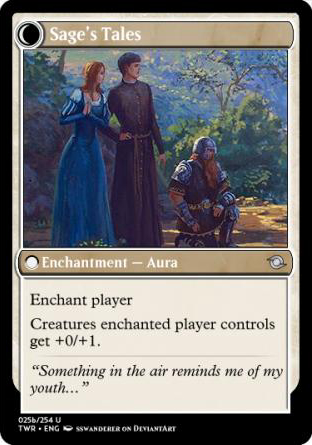 Sage's Tales
Enchantment — Aura
Enchant player
Creatures enchanted player controls
get +0/+1.
"Something in the air reminds me of my
youth..."
025b/254 U
TWR • ENG SSWANDERER ON DEVIANTART